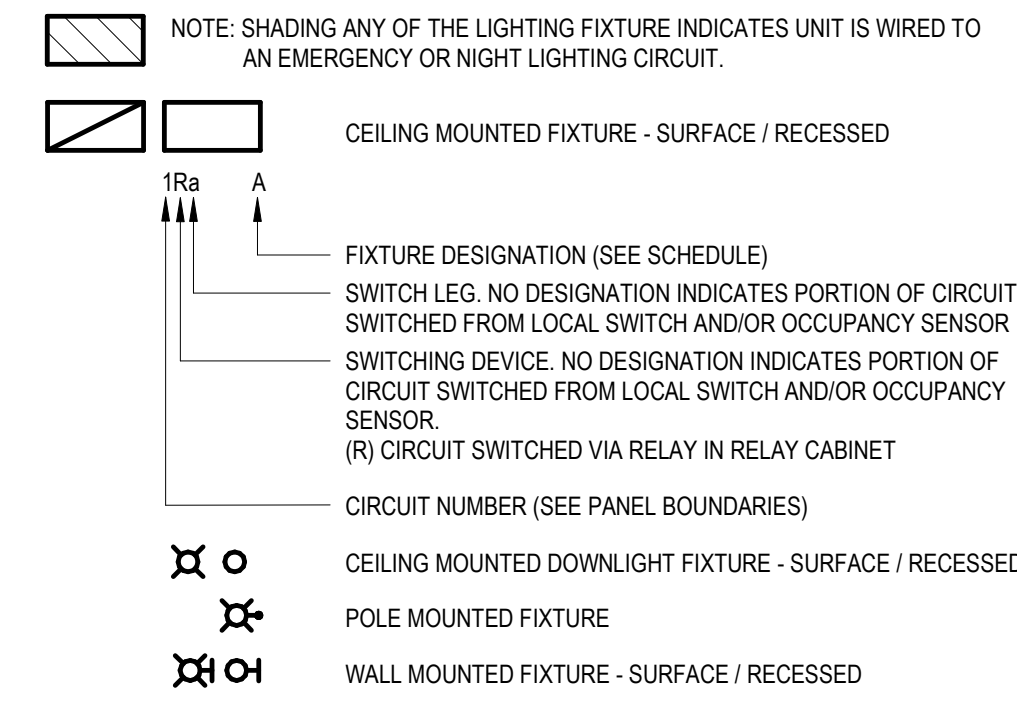 NOTE: SHADING ANY OF THE LIGHTING FIXTURE INDICATES UNIT IS WIRED TO
AN EMERGENCY OR NIGHT LIGHTING CIRCUIT.
CEILING MOUNTED FIXTURE - SURFACE / RECESSED
1Ra A
FIXTURE DESIGNATION (SEE SCHEDULE)
SWITCH LEG. NO DESIGNATION INDICATES PORTION OF CIRCUIT
SWITCHED FROM LOCAL SWITCH AND/OR OCCUPANCY SENSOR
SWITCHING DEVICE. NO DESIGNATION INDICATES PORTION OF
CIRCUIT SWITCHED FROM LOCAL SWITCH AND/OR OCCUPANCY
SENSOR.
(R) CIRCUIT SWITCHED VIA RELAY IN RELAY CABINET
CIRCUIT NUMBER (SEE PANEL BOUNDARIES)
CEILING MOUNTED DOWNLIGHT FIXTURE - SURFACE / RECESSED
POLE MOUNTED FIXTURE
WALL MOUNTED FIXTURE - SURFACE / RECESSED